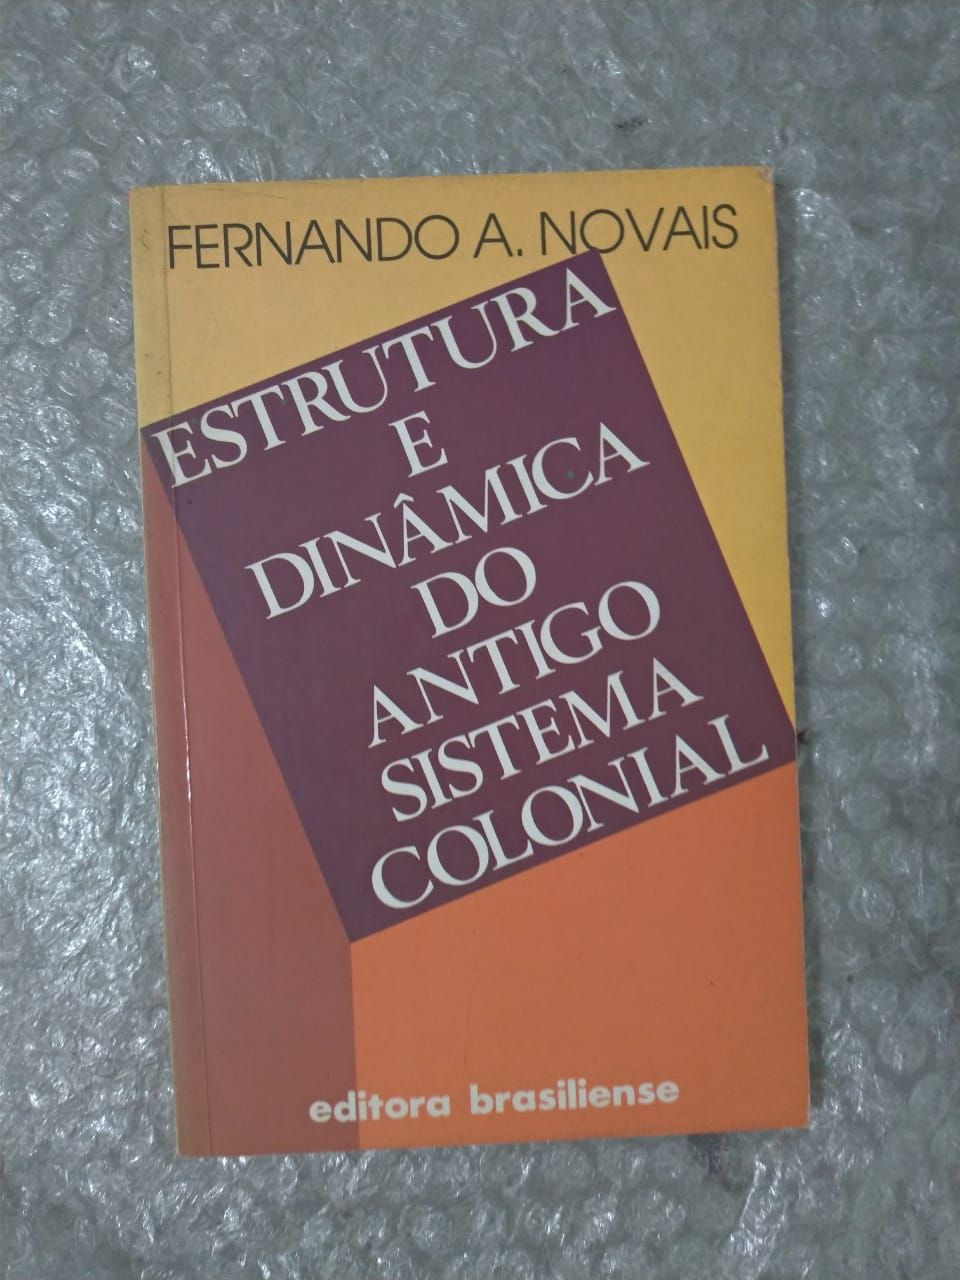 FERNANDO A. NOVAIS
ESTRUTURA
E
DINÂMICA
DO
ANTIGO
SISTEMA
COLONIAL
editora brasiliense